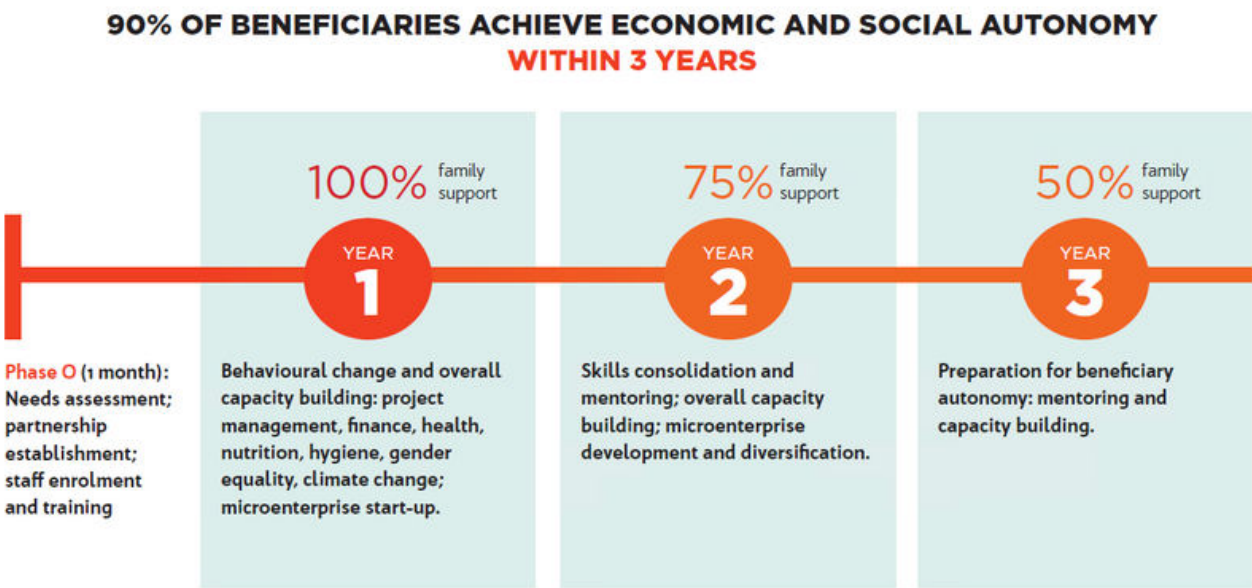 90% OF BENEFICIARIES ACHIEVE ECONOMIC AND SOCIAL AUTONOMY
WITHIN 3 YEARS
Phase 0 (1 month):
Needs assessment;
partnership
establishment;
staff enrolment
and training
100% family
support
YEAR
1
Behavioural change and overall
capacity building: project
management, finance, health,
nutrition, hygiene, gender
equality, climate change;
microenterprise start-up.
75% family
support
YEAR
2
Skills consolidation and
mentoring; overall capacity
building; microenterprise
development and diversification.
50% family
support
YEAR
3
Preparation for beneficiary
autonomy: mentoring and
capacity building.